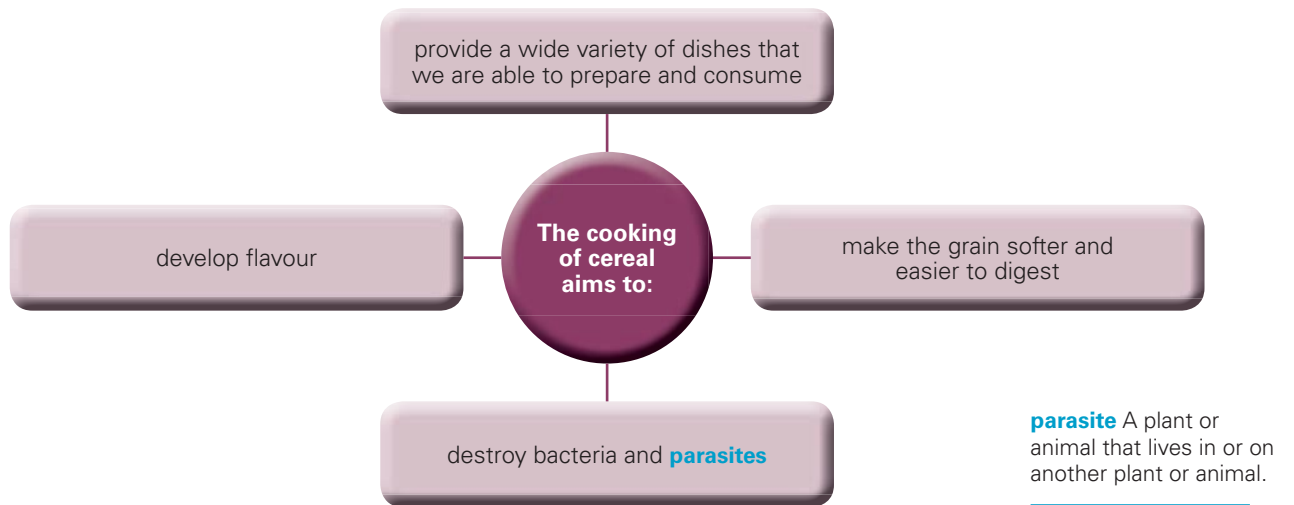 provide a wide variety of dishes that
we are able to prepare and consume
develop flavour
The cooking
of cereal
aims to:
make the grain softer and
easier to digest
destroy bacteria and parasites
parasite A plant or
animal that lives in or on
another plant or animal.